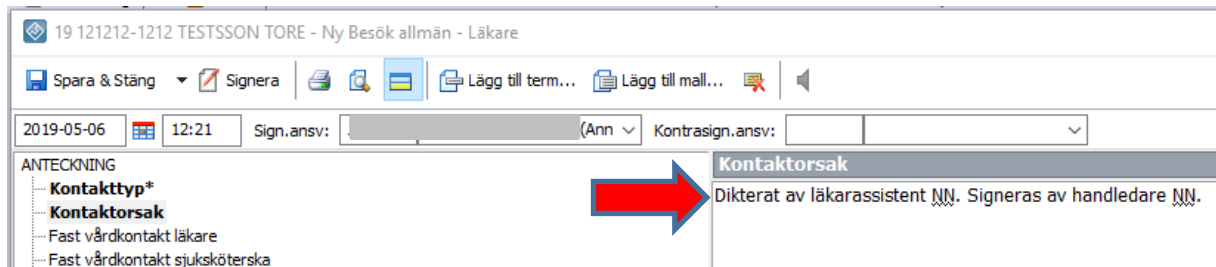 19 121212-1212 TESTSSON TORE - Ny Besök allmän - Läkare
Spara & Stäng Signera Lägg till term... Lägg till mall...
2019-05-06 12:21 Sign.ansv: (Ann Kontrasign.ansv:
ANTECKNING
Kontakttyp*
Kontaktorsak
Fast vårdkontakt läkare
Fast vårdkontakt sjuksköterska
Kontaktorsak
Dikterat av läkarassistent NN. Signeras av handledare NN.